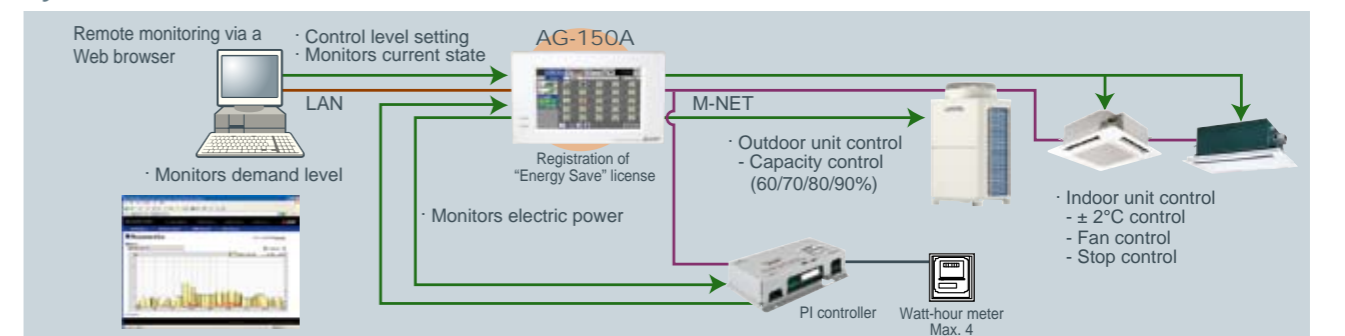 Remote monitoring via a
Web browser
· Control level setting
· Monitors current state
AG-150A
LAN
M-NET
· Monitors demand level
Registration of
“Energy Save” license
· Outdoor unit control
- Capacity control
(60/70/80/90%)
· Monitors electric power
· Indoor unit control
- ± 2°C control
- Fan control
- Stop control
PI controller
Watt-hour meter
Max. 4